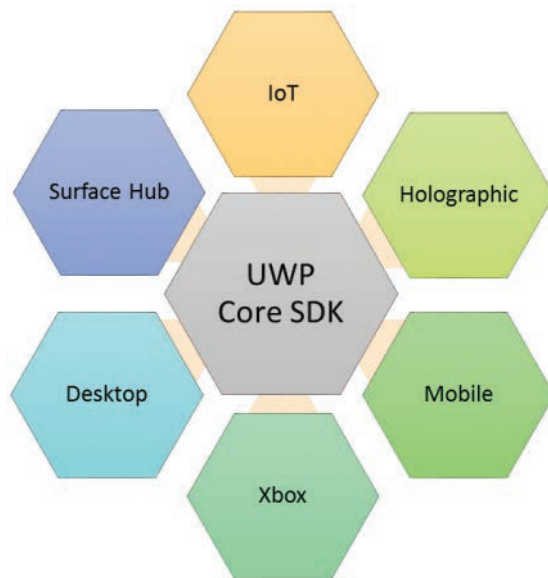 IoT
Surface Hub
Holographic
UWP
Core SDK
Desktop
Mobile
Xbox